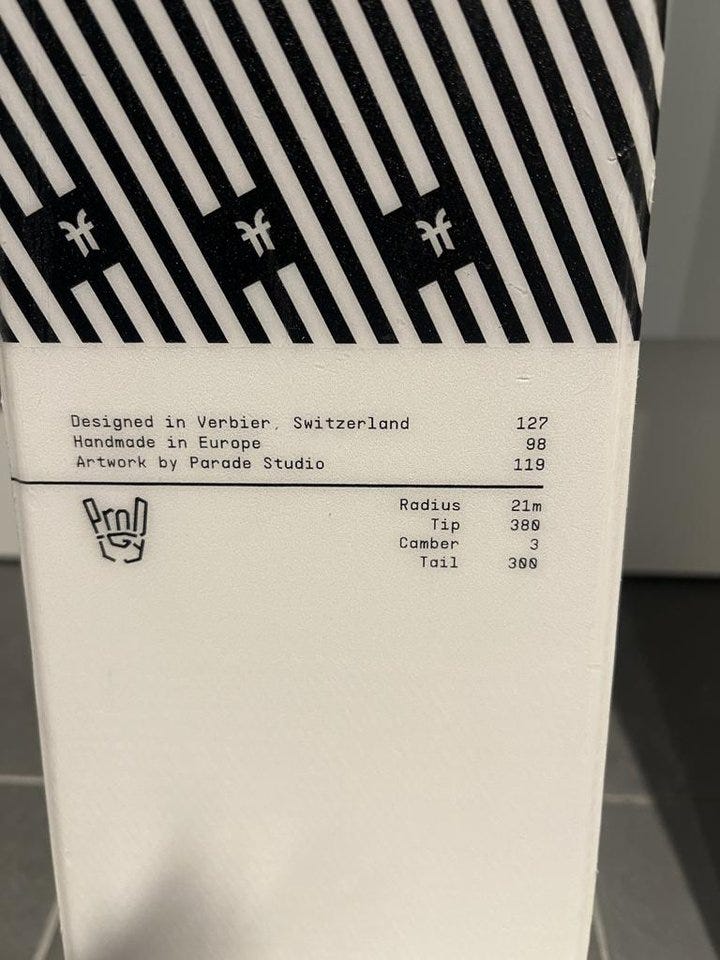 Designed in Verbier, Switzerland 127
Handmade in Europe 98
Artwork by Parade Studio 119
Radius 21m
Tip 380
Camber 3
Tail 300